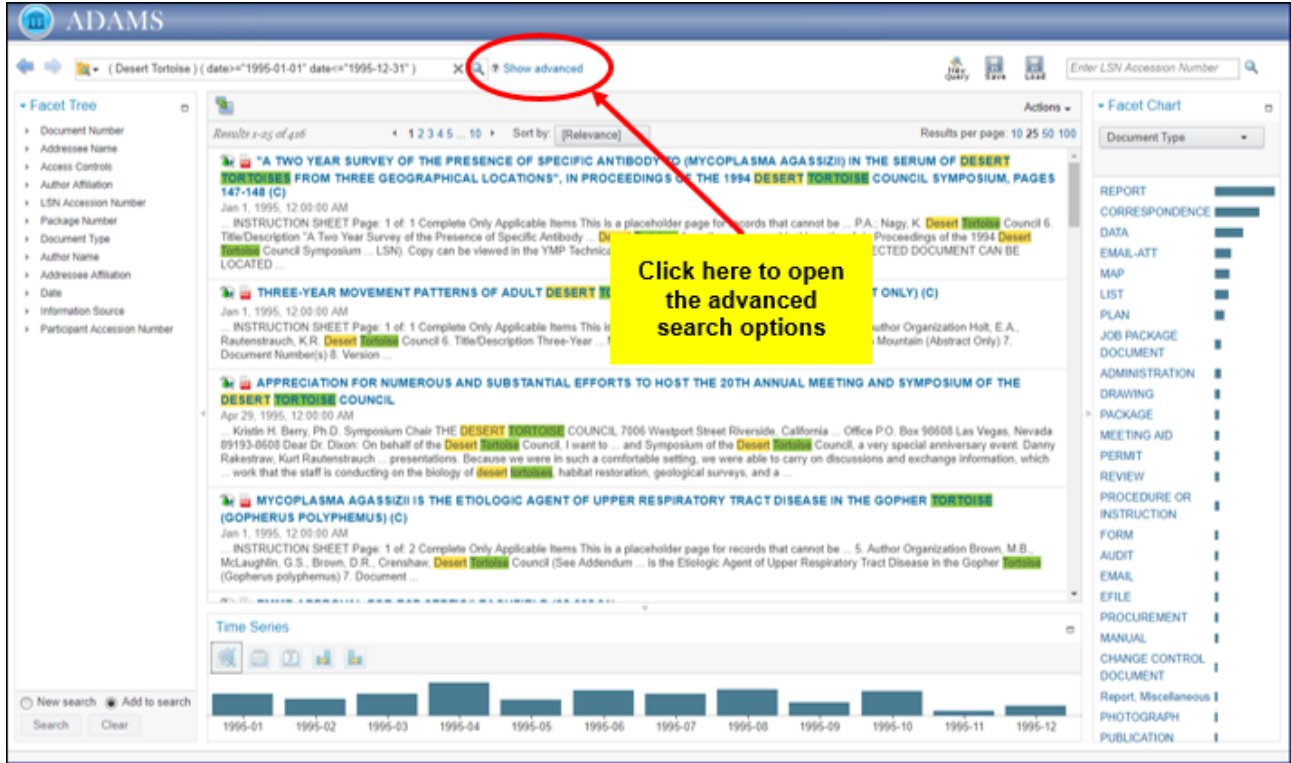 ADAMS
( Desert Tortoise ) ( date>="1995-01-01" date<="1995-12-31" )
Show advanced
New Query
Save
Load
Enter LSN Accession Number
Facet Tree
Document Number
Addressee Name
Access Controls
Author Affiliation
LSN Accession Number
Package Number
Document Type
Author Name
Addressee Affiliation
Date
Information Source
Participant Accession Number
New search Add to search
Search Clear
Actions
Results 1-25 of 416
1 2 3 4 5 ... 10
Sort by: [Relevance]
Results per page: 10 25 50 100
"A TWO YEAR SURVEY OF THE PRESENCE OF SPECIFIC ANTIBODY TO (MYCOPLASMA AGASSIZII) IN THE SERUM OF DESERT
TORTOISES FROM THREE GEOGRAPHICAL LOCATIONS", IN PROCEEDINGS OF THE 1994 DESERT TORTOISE COUNCIL SYMPOSIUM, PAGES
147-148 (C)
Jan 1, 1995, 12:00:00 AM
... INSTRUCTION SHEET Page: 1 of: 1 Complete Only Applicable Items This is a placeholder page for records that cannot be ... P.A.; Nagy, K. Desert Tortoise Council 6.
Title/Description "A Two Year Survey of the Presence of Specific Antibody ... Proceedings of the 1994 Desert
Tortoise Council Symposium ... LSN). Copy can be viewed in the YMP Technical DOCUMENT CAN BE
LOCATED ...
THREE-YEAR MOVEMENT PATTERNS OF ADULT DESERT ONLY) (C)
Jan 1, 1995, 12:00:00 AM
... INSTRUCTION SHEET Page: 1 of: 1 Complete Only Applicable Items This is Author Organization Holt, E.A.,
Rautenstrauch, K.R. Desert Tortoise Council 6. Title/Description Three-Year ... Mountain (Abstract Only) 7.
Document Number(s) 8. Version ...
APPRECIATION FOR NUMEROUS AND SUBSTANTIAL EFFORTS TO HOST THE 20TH ANNUAL MEETING AND SYMPOSIUM OF THE
DESERT TORTOISE COUNCIL
Apr 29, 1995, 12:00:00 AM
... Kristin H. Berry, Ph.D. Symposium Chair THE DESERT TORTOISE COUNCIL 7006 Westport Street Riverside, California ... Office P.O. Box 98608 Las Vegas, Nevada
89193-8608 Dear Dr. Dixon: On behalf of the Desert Tortoise Council, I want to ... and Symposium of the Desert Tortoise Council, a very special anniversary event. Danny
Rakestraw, Kurt Rautenstrauch ... presentations. Because we were in such a comfortable setting, we were able to carry on discussions and exchange information, which
... work that the staff is conducting on the biology of desert tortoises, habitat restoration, geological surveys, and a ...
MYCOPLASMA AGASSIZII IS THE ETIOLOGIC AGENT OF UPPER RESPIRATORY TRACT DISEASE IN THE GOPHER TORTOISE
(GOPHERUS POLYPHEMUS) (C)
Jan 1, 1995, 12:00:00 AM
... INSTRUCTION SHEET Page: 1 of: 2 Complete Only Applicable Items This is a placeholder page for records that cannot be ... 5. Author Organization Brown, M.B.,
McLaughlin, G.S., Brown, D.R., Crenshaw, Desert Tortoise Council (See Addendum ... is the Etiologic Agent of Upper Respiratory Tract Disease in the Gopher Tortoise
(Gopherus polyphemus) 7. Document ...
Click here to open
the advanced
search options
Time Series
1995-01 1995-02 1995-03 1995-04 1995-05 1995-06 1995-07 1995-08 1995-09 1995-10 1995-11 1995-12
Facet Chart
Document Type
REPORT
CORRESPONDENCE
DATA
EMAIL-ATT
MAP
LIST
PLAN
JOB PACKAGE
DOCUMENT
ADMINISTRATION
DRAWING
PACKAGE
MEETING AID
PERMIT
REVIEW
PROCEDURE OR
INSTRUCTION
FORM
AUDIT
EMAIL
EFILE
PROCUREMENT
MANUAL
CHANGE CONTROL
DOCUMENT
Report, Miscellaneous
PHOTOGRAPH
PUBLICATION